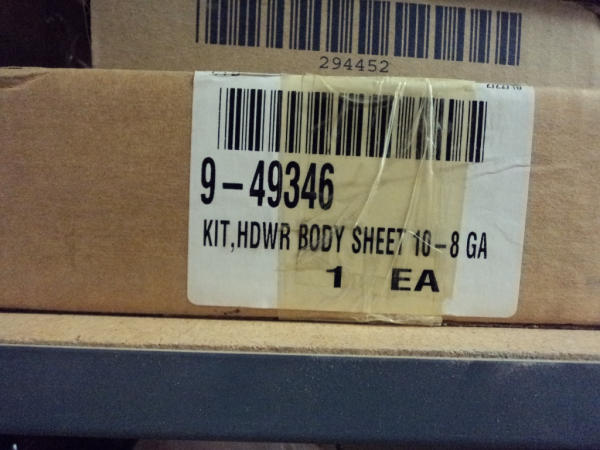 294452
9-49346
KIT,HDWR BODY SHEET 10-8 GA
1 EA